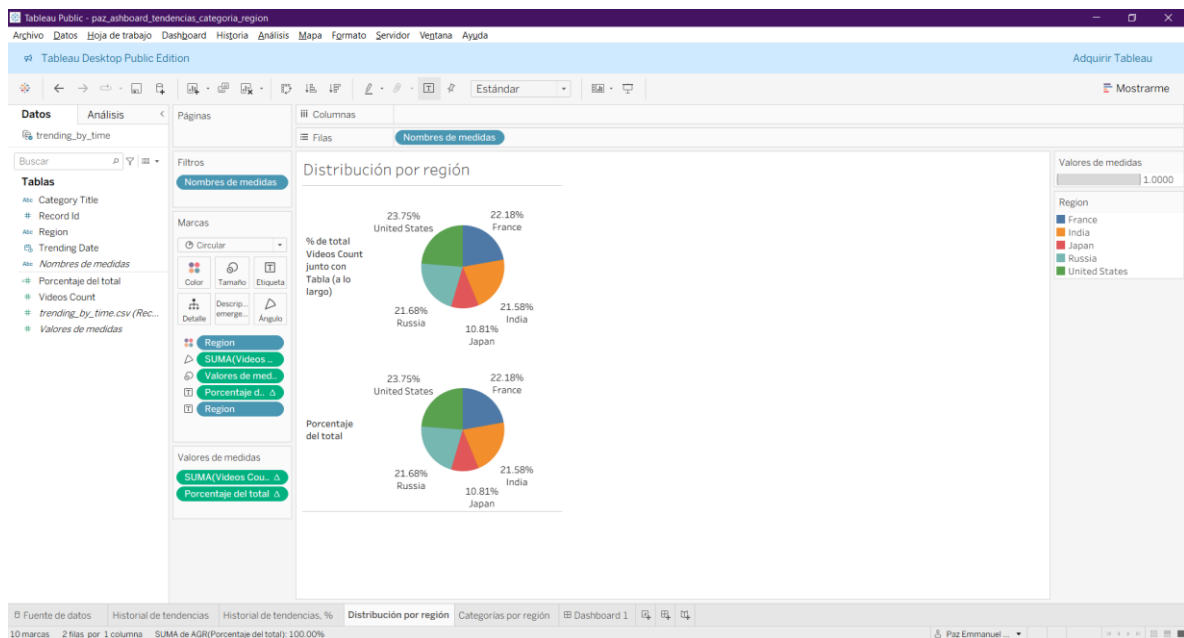 Tableau Public - paz_ashboard_tendencias_categoria_region
Archivo Datos Hoja de trabajo Dashboard Historia Análisis Mapa Formato Servidor Ventana Ayuda
Tableau Desktop Public Edition
Adquirir Tableau
Estándar
Mostrarme
Datos
Análisis
trending_by_time
Buscar
Tablas
Abc Category Title
# Record Id
Abc Region
Trending Date
Abc Nombres de medidas
=# Porcentaje del total
# Videos Count
# trending_by_time.csv (Rec...
# Valores de medidas
Páginas
Filtros
Nombres de medidas
Marcas
Circular
Color
Tamaño
Etiqueta
Detalle
Descrip...
emerge...
Ángulo
Region
SUMA(Videos ..
Valores de med..
Porcentaje d.. Δ
Region
Valores de medidas
SUMA(Videos Cou.. Δ
Porcentaje del total Δ
Columnas
Filas
Nombres de medidas
Distribución por región
% de total
Videos Count
junto con
Tabla (a lo
largo)
23.75%
United States
22.18%
France
21.68%
Russia
21.58%
India
10.81%
Japan
Porcentaje
del total
23.75%
United States
22.18%
France
21.68%
Russia
21.58%
India
10.81%
Japan
Valores de medidas
1.0000
Region
France
India
Japan
Russia
United States
Fuente de datos
Historial de tendencias
Historial de tendencias, %
Distribución por región
Categorías por región
Dashboard 1
10 marcas 2 filas por 1 columna SUMA de AGR(Porcentaje del total): 100.00%
Paz Emmanuel ...